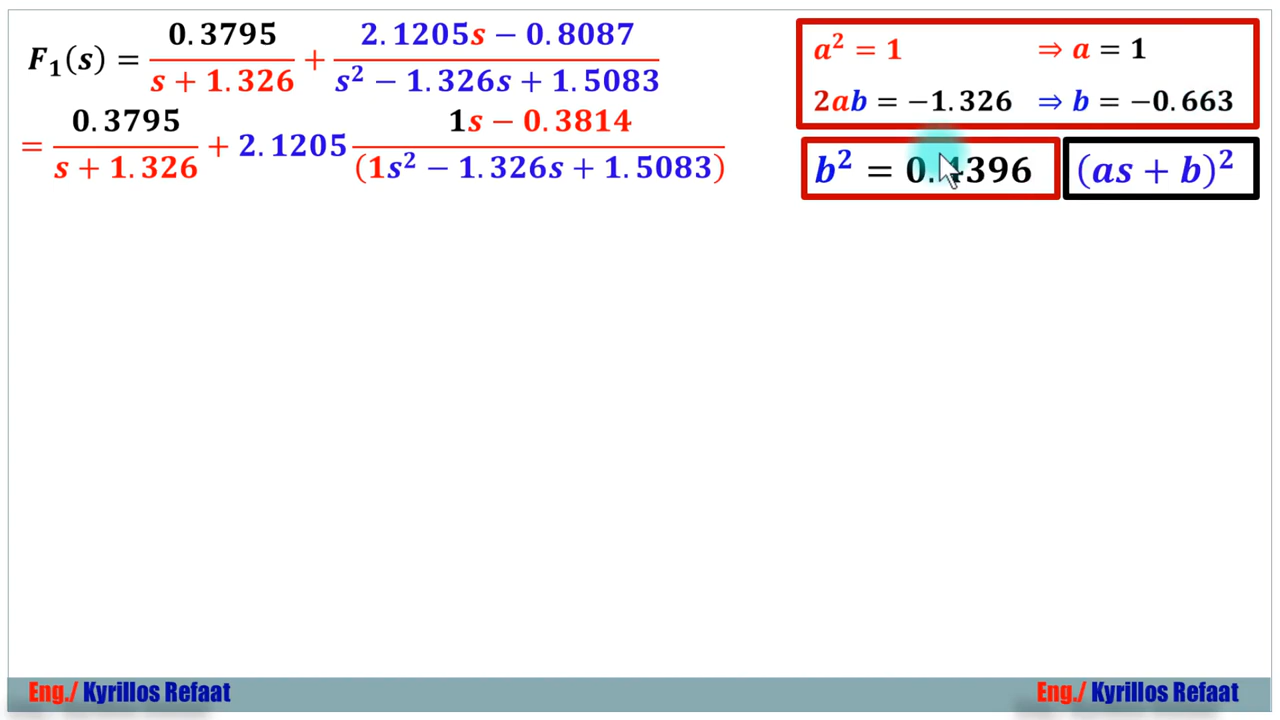 F₁(s) = 0.3795 / (s + 1.326) + (2.1205s − 0.8087) / (s² − 1.326s + 1.5083)
= 0.3795 / (s + 1.326) + 2.1205 (1s − 0.3814) / (1s² − 1.326s + 1.5083)
a² = 1 ⇒ a = 1
2ab = −1.326 ⇒ b = −0.663
b² = 0.4396 (as + b)²
Eng./ Kyrillos Refaat Eng./ Kyrillos Refaat